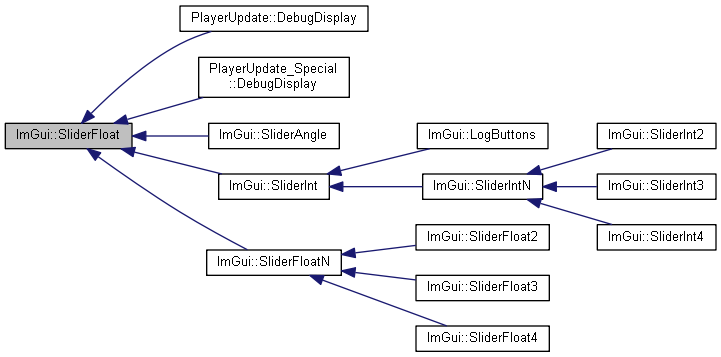 PlayerUpdate::DebugDisplay
PlayerUpdate_Special
::DebugDisplay
ImGui::SliderFloat
ImGui::SliderAngle
ImGui::LogButtons
ImGui::SliderInt2
ImGui::SliderInt
ImGui::SliderIntN
ImGui::SliderInt3
ImGui::SliderInt4
ImGui::SliderFloat2
ImGui::SliderFloatN
ImGui::SliderFloat3
ImGui::SliderFloat4